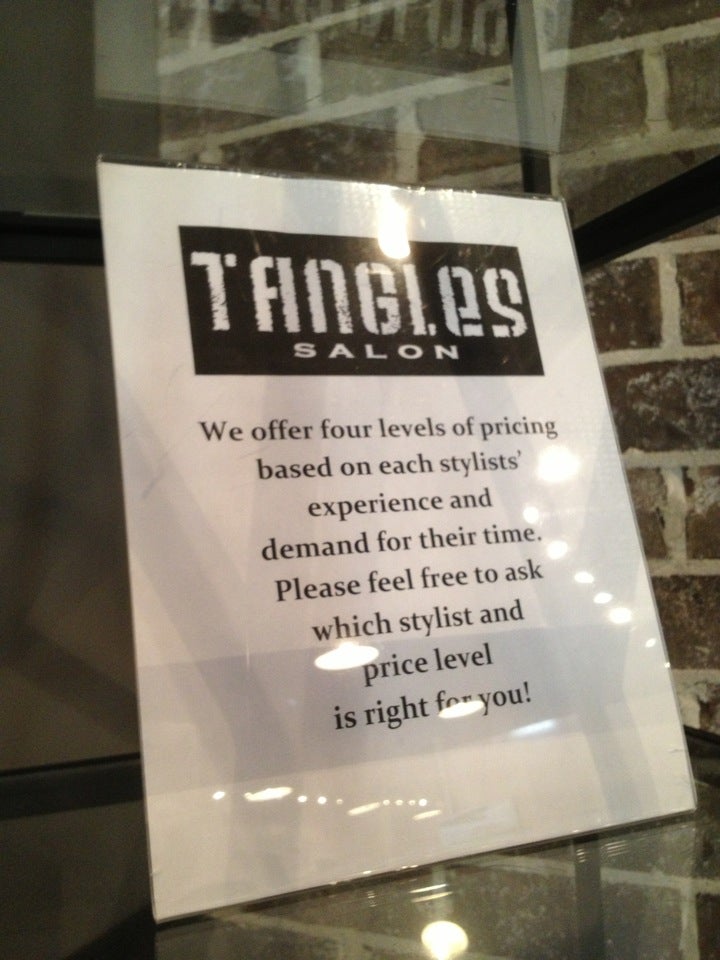 TANGLes
SALON
We offer four levels of pricing
based on each stylists'
experience and
demand for their time.
Please feel free to ask
which stylist and
price level
is right for you!